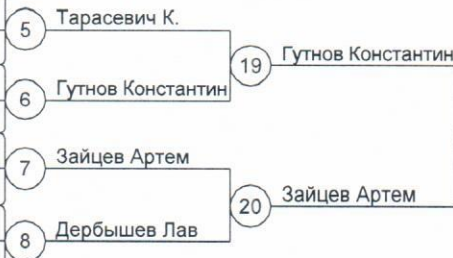 5 Тарасевич К.
19 Гутнов Константин
6 Гутнов Константин
7 Зайцев Артем
20 Зайцев Артем
8 Дербышев Лав